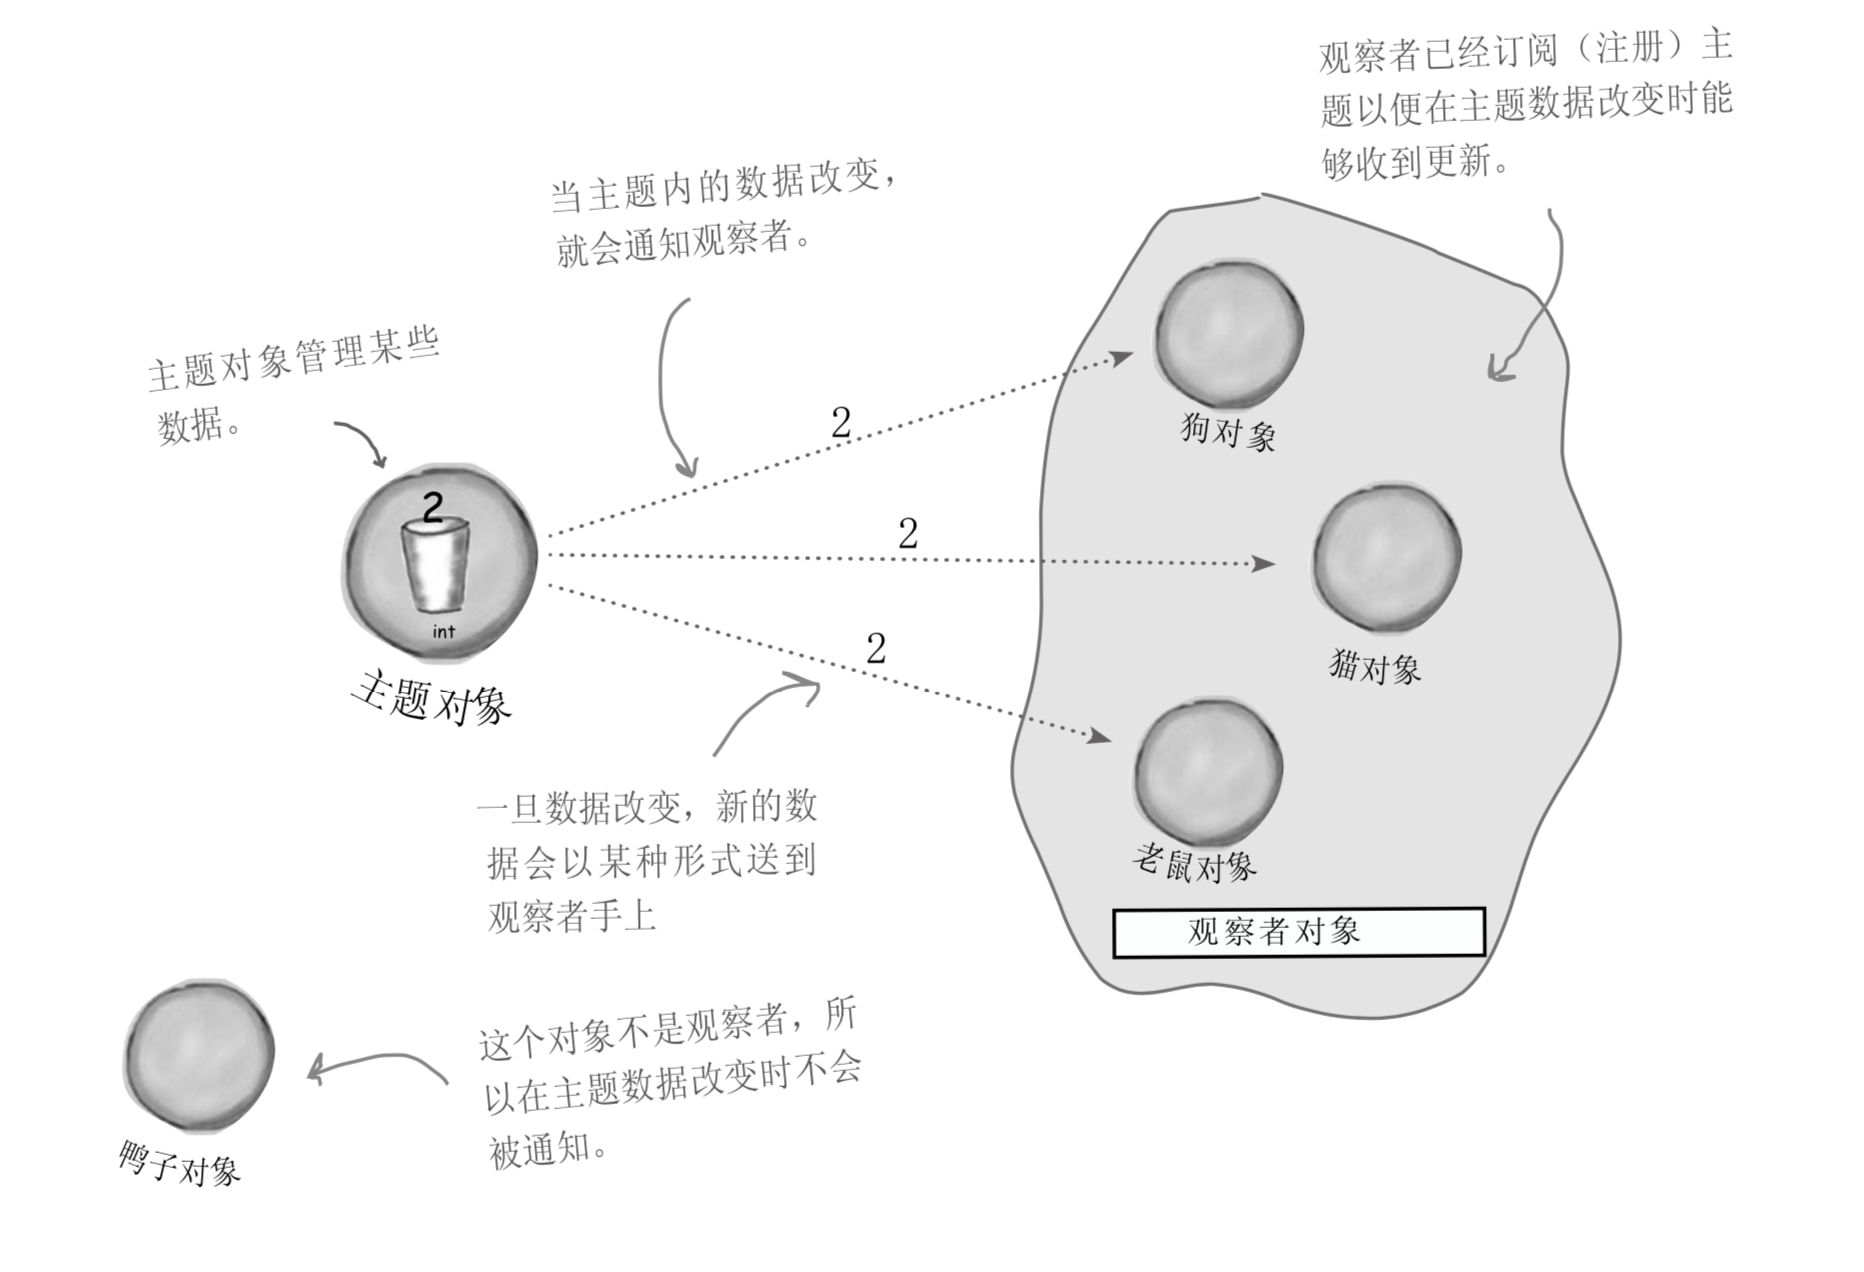 观察者已经订阅（注册）主
题以便在主题数据改变时能
够收到更新。
当主题内的数据改变，
就会通知观察者。
主题对象管理某些
数据。
2
int
主题对象
2
2
2
狗对象
猫对象
老鼠对象
观察者对象
一旦数据改变，新的数
据会以某种形式送到
观察者手上
这个对象不是观察者，所
以在主题数据改变时不会
被通知。
鸭子对象